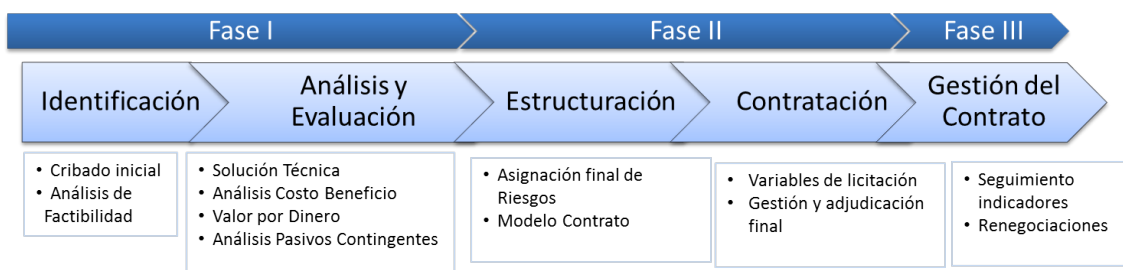 Fase I
Fase II
Fase III
Identificación
Análisis y
Evaluación
Estructuración
Contratación
Gestión del
Contrato
• Cribado inicial
• Análisis de
Factibilidad
• Solución Técnica
• Análisis Costo Beneficio
• Valor por Dinero
• Análisis Pasivos Contingentes
• Asignación final de
Riesgos
• Modelo Contrato
• Variables de licitación
• Gestión y adjudicación
final
• Seguimiento
indicadores
• Renegociaciones